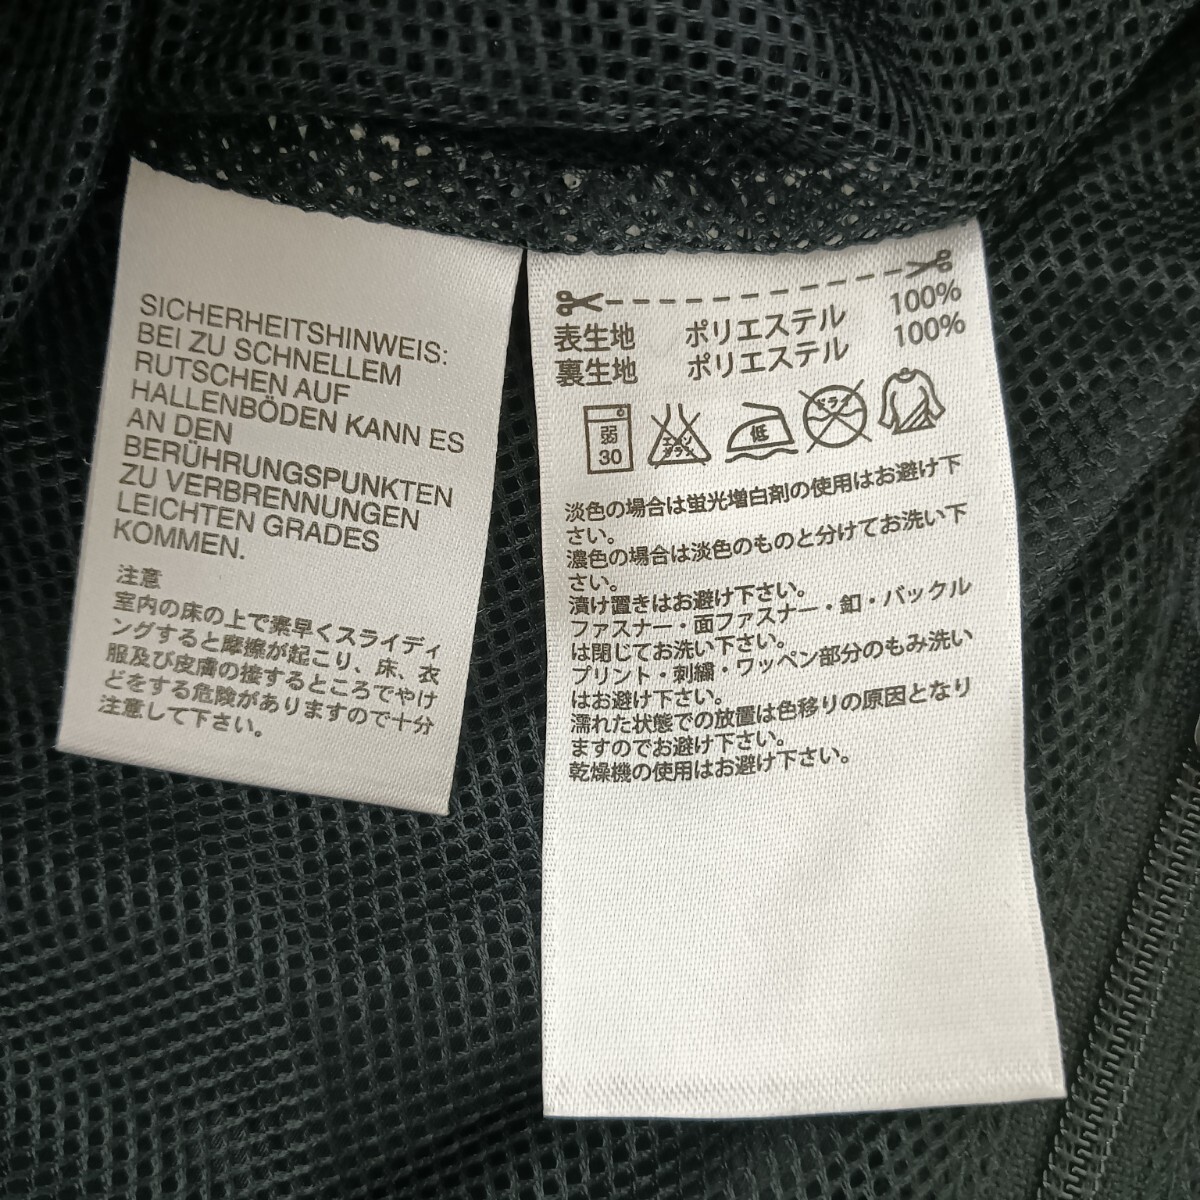 SICHERHEITSHINWEIS:
BEI ZU SCHNELLEM
RUTSCHEN AUF
HALLENBÖDEN KANN ES
AN DEN
BERÜHRUNGSPUNKTEN
ZU VERBRENNUNGEN
LEICHTEN GRADES
KOMMEN.
注意
室内の床の上で素早くスライディ
ングすると摩擦が起こり、床、衣
服及び皮膚の接するところでやけ
どをする危険がありますので十分
注意して下さい。
表生地 ポリエステル 100%
裏生地 ポリエステル 100%
弱
30
エンソ
サラシ
低
ドライ
淡色の場合は蛍光増白剤の使用はお避け下
さい。
濃色の場合は淡色のものと分けてお洗い下
さい。
漬け置きはお避け下さい。
ファスナー・面ファスナー・釦・バックル
は閉じてお洗い下さい。
プリント・刺繍・ワッペン部分のもみ洗い
はお避け下さい。
濡れた状態での放置は色移りの原因となり
ますのでお避け下さい。
乾燥機の使用はお避け下さい。